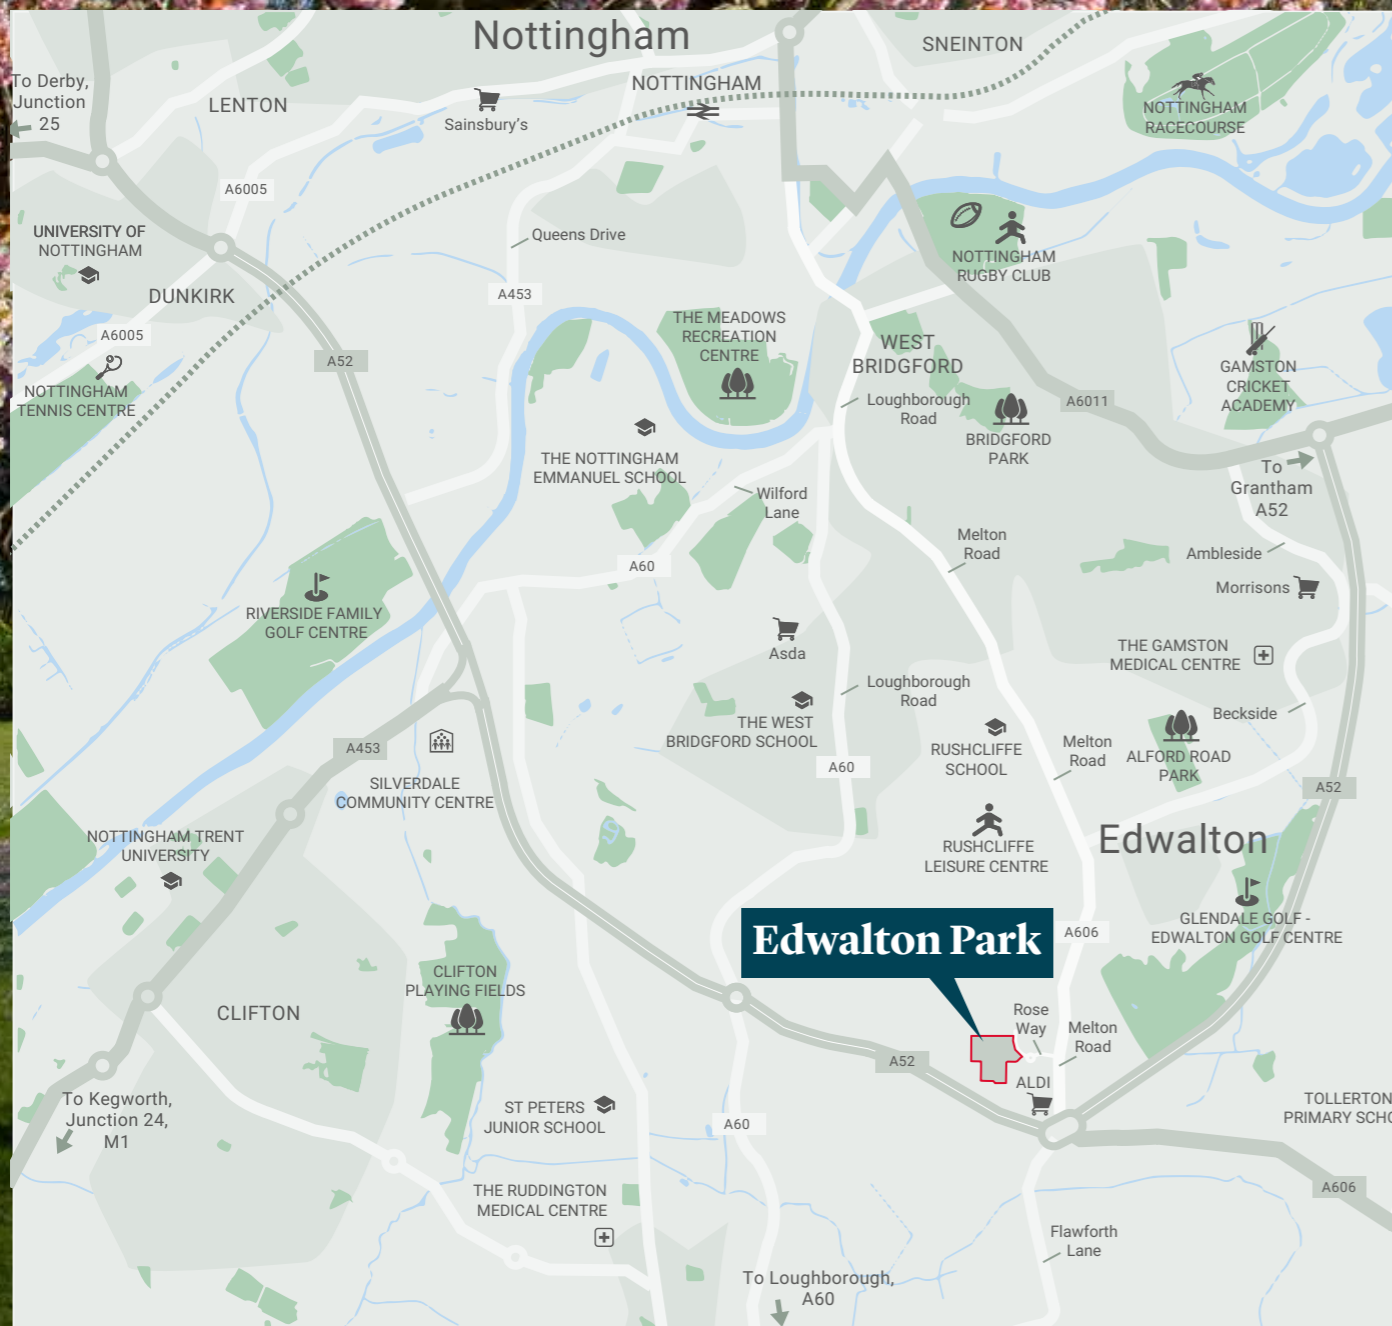 Nottingham
SNEINTON
To Derby,
Junction
25
LENTON
Sainsbury's
NOTTINGHAM
NOTTINGHAM
RACECOURSE
A6005
UNIVERSITY OF
NOTTINGHAM
Queens Drive
NOTTINGHAM
RUGBY CLUB
DUNKIRK
A453
A6005
THE MEADOWS
RECREATION
CENTRE
WEST
BRIDGFORD
A52
GAMSTON
CRICKET
ACADEMY
NOTTINGHAM
TENNIS CENTRE
Loughborough
Road
A6011
BRIDGFORD
PARK
THE NOTTINGHAM
EMMANUEL SCHOOL
To
Grantham
A52
Wilford
Lane
Melton
Road
Ambleside
A60
Morrisons
RIVERSIDE FAMILY
GOLF CENTRE
Asda
THE GAMSTON
MEDICAL CENTRE
Loughborough
Road
THE WEST
BRIDGFORD SCHOOL
Beckside
A453
RUSHCLIFFE
SCHOOL
Melton
Road
ALFORD ROAD
PARK
A60
SILVERDALE
COMMUNITY CENTRE
A52
NOTTINGHAM TRENT
UNIVERSITY
RUSHCLIFFE
LEISURE CENTRE
Edwalton
GLENDALE GOLF -
EDWALTON GOLF CENTRE
Edwalton Park
A606
CLIFTON
PLAYING FIELDS
CLIFTON
Rose
Way
Melton
Road
A52
ALDI
To Kegworth,
Junction 24,
M1
ST PETERS
JUNIOR SCHOOL
A60
TOLLERTON
PRIMARY SCHO
THE RUDDINGTON
MEDICAL CENTRE
A606
Flawforth
Lane
To Loughborough,
A60